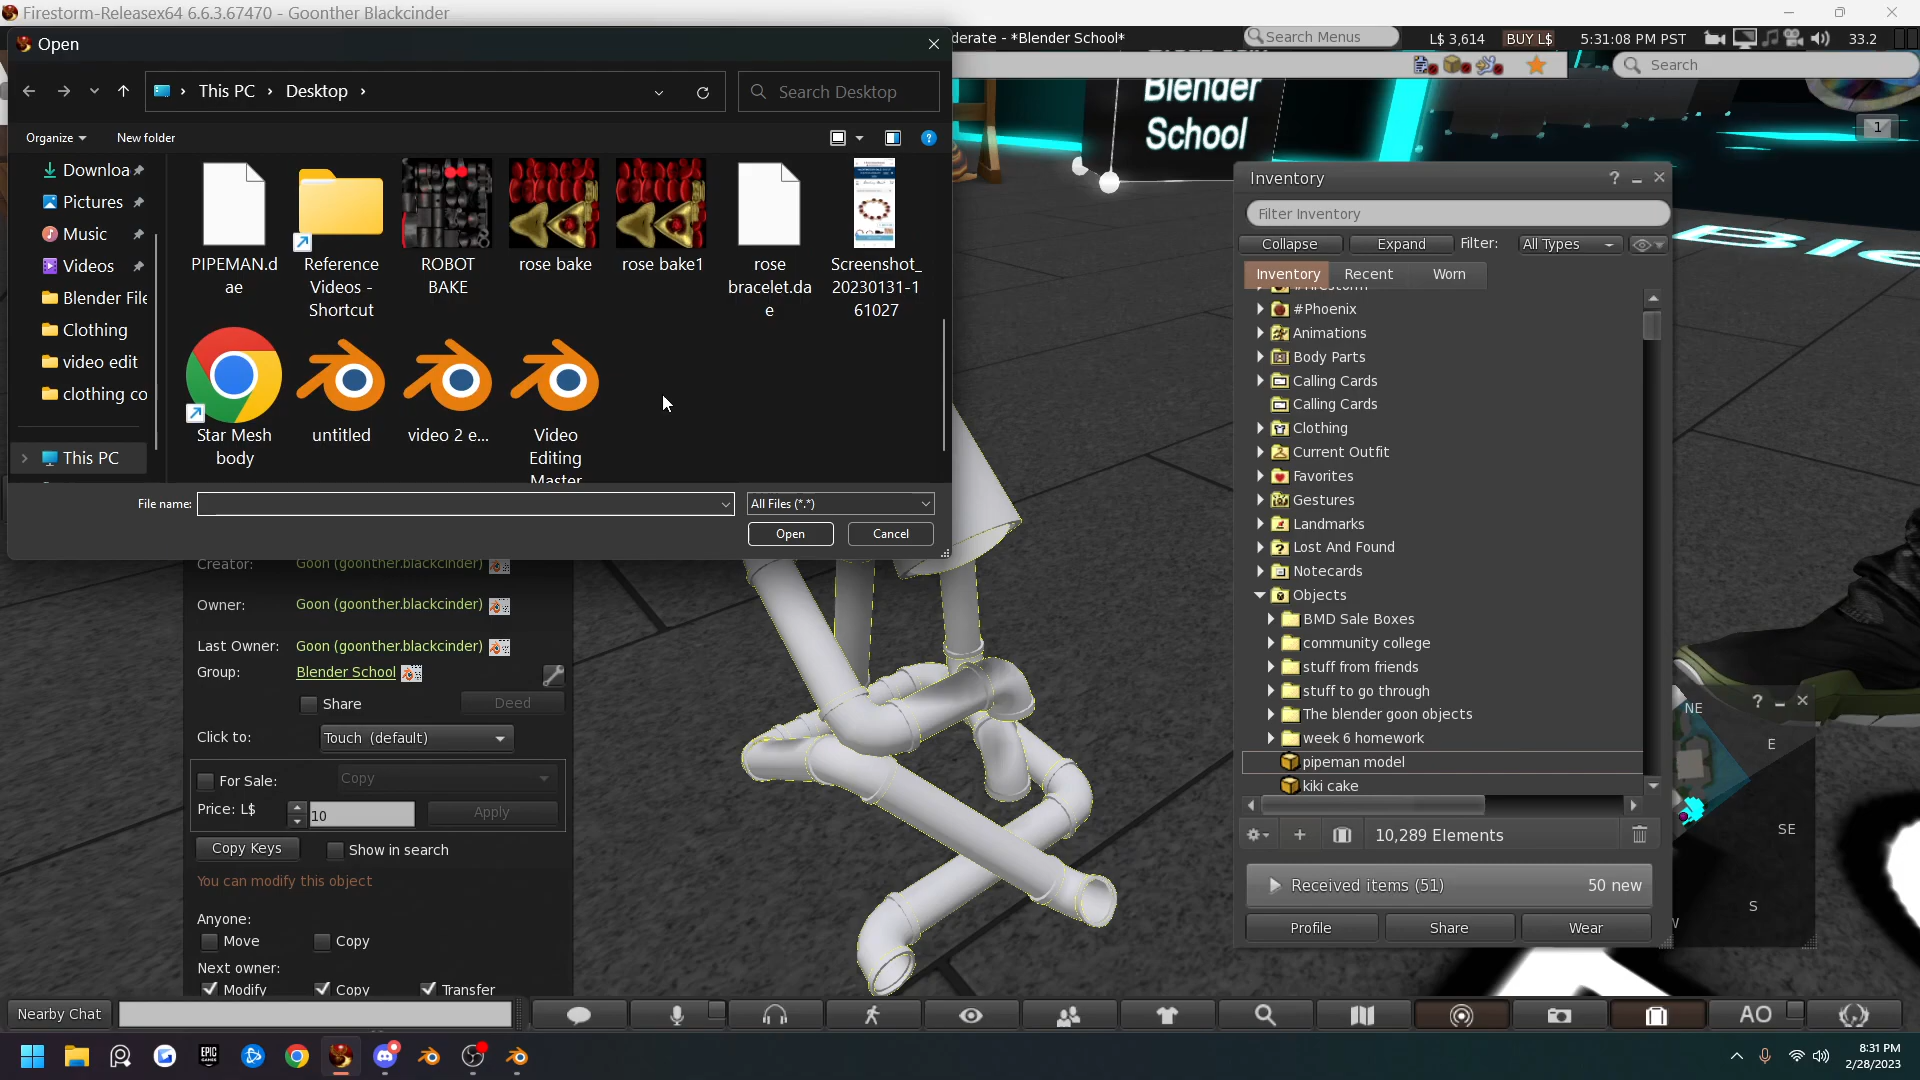 Firestorm-Releasex64 6.6.3.67470 - Goonther Blackcinder
Open
derate - *Blender School*
Search Menus
L$ 3,614
BUY L$
5:31:08 PM PST
33.2
This PC
Desktop
Search Desktop
Search
Organize
New folder
Blender
School
1
Downloa
Pictures
Music
Videos
Blender File
Clothing
video edit
clothing co
This PC
PIPEMAN.d
ae
Reference
Videos -
Shortcut
ROBOT
BAKE
rose bake
rose bake1
rose
bracelet.da
e
Screenshot_
20230131-1
61027
Star Mesh
body
untitled
video 2 e...
Video
Editing
Master
File name:
All Files (*.*)
Open
Cancel
Inventory
Filter Inventory
Collapse
Expand
Filter:
All Types
Inventory
Recent
Worn
#Firestorm
#Phoenix
Animations
Body Parts
Calling Cards
Calling Cards
Clothing
Current Outfit
Favorites
Gestures
Landmarks
Lost And Found
Notecards
Objects
BMD Sale Boxes
community college
stuff from friends
stuff to go through
The blender goon objects
week 6 homework
pipeman model
kiki cake
10,289 Elements
Received items (51)
50 new
Profile
Share
Wear
NE
E
SE
S
W
Creator:
Goon (goonther.blackcinder)
Owner:
Goon (goonther.blackcinder)
Last Owner:
Goon (goonther.blackcinder)
Group:
Blender School
Share
Deed
Click to:
Touch (default)
For Sale:
Copy
Price: L$
10
Apply
Copy Keys
Show in search
You can modify this object
Anyone:
Move
Copy
Next owner:
Modify
Copy
Transfer
Nearby Chat
AO
EPIC
GAMES
8:31 PM
2/28/2023